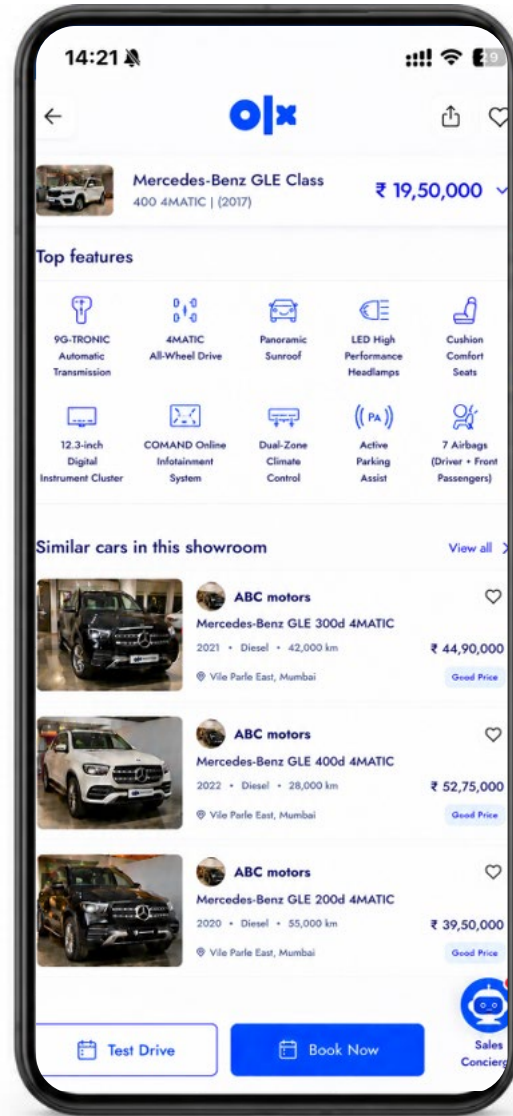 14:21
29
olx
Mercedes-Benz GLE Class
400 4MATIC | (2017)
₹ 19,50,000
Top features
9G-TRONIC
Automatic
Transmission
4MATIC
All-Wheel Drive
Panoramic
Sunroof
LED High
Performance
Headlamps
Cushion
Comfort
Seats
12.3-inch
Digital
Instrument Cluster
COMAND Online
Infotainment
System
Dual-Zone
Climate
Control
PA
Active
Parking
Assist
7 Airbags
(Driver + Front
Passengers)
Similar cars in this showroom
View all
ABC motors
Mercedes-Benz GLE 300d 4MATIC
2021 • Diesel • 42,000 km
₹ 44,90,000
Vile Parle East, Mumbai
Good Price
ABC motors
Mercedes-Benz GLE 400d 4MATIC
2022 • Diesel • 28,000 km
₹ 52,75,000
Vile Parle East, Mumbai
Good Price
ABC motors
Mercedes-Benz GLE 200d 4MATIC
2020 • Diesel • 55,000 km
₹ 39,50,000
Vile Parle East, Mumbai
Good Price
Test Drive
Book Now
Sales
Concierg